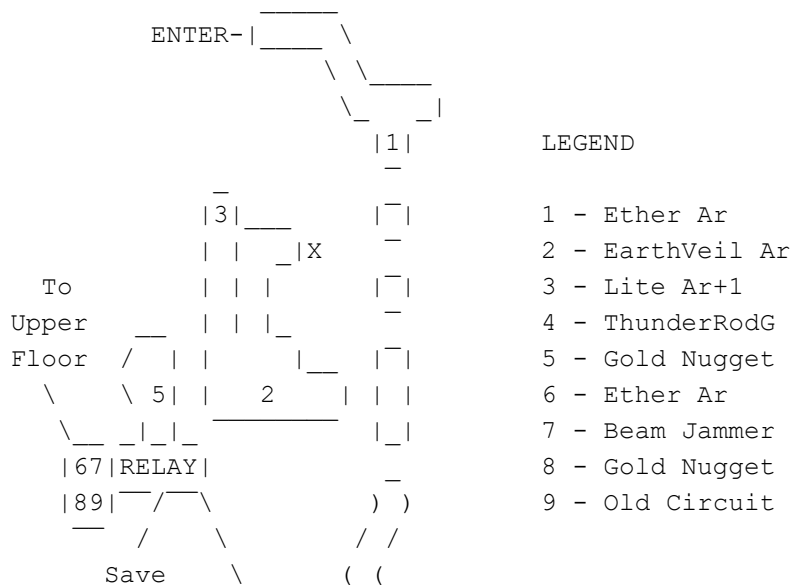 ENTER-
1 LEGEND
3 1 - Ether Ar
X 2 - EarthVeil Ar
To 3 - Lite Ar+1
Upper 4 - ThunderRodG
Floor 5 - Gold Nugget
5 2 6 - Ether Ar
7 - Beam Jammer
67 RELAY 8 - Gold Nugget
89 9 - Old Circuit
Save